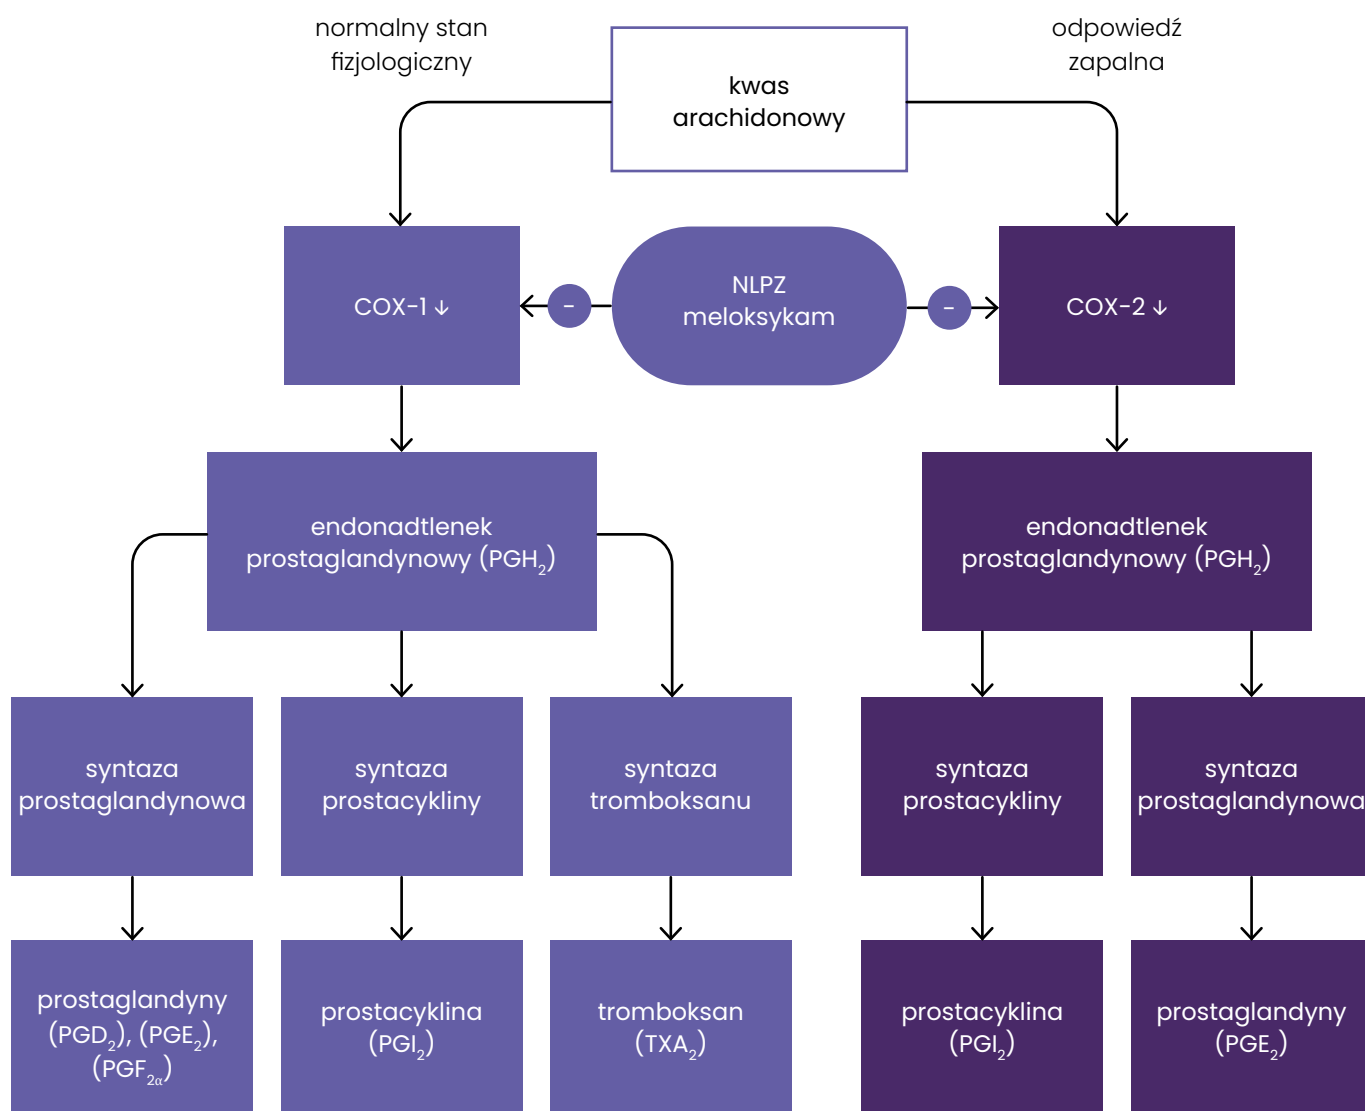 normalny stan
fizjologiczny
odpowiedź
zapalna
kwas
arachidonowy
COX-1 ↓
-
NLPZ
meloksykam
-
COX-2 ↓
endonadtlenek
prostaglandynowy (PGH₂)
endonadtlenek
prostaglandynowy (PGH₂)
syntaza
prostaglandynowa
syntaza
prostacykliny
syntaza
tromboksanu
syntaza
prostacykliny
syntaza
prostaglandynowa
prostaglandyny
(PGD₂), (PGE₂),
(PGF₂α)
prostacyklina
(PGI₂)
tromboksan
(TXA₂)
prostacyklina
(PGI₂)
prostaglandyny
(PGE₂)